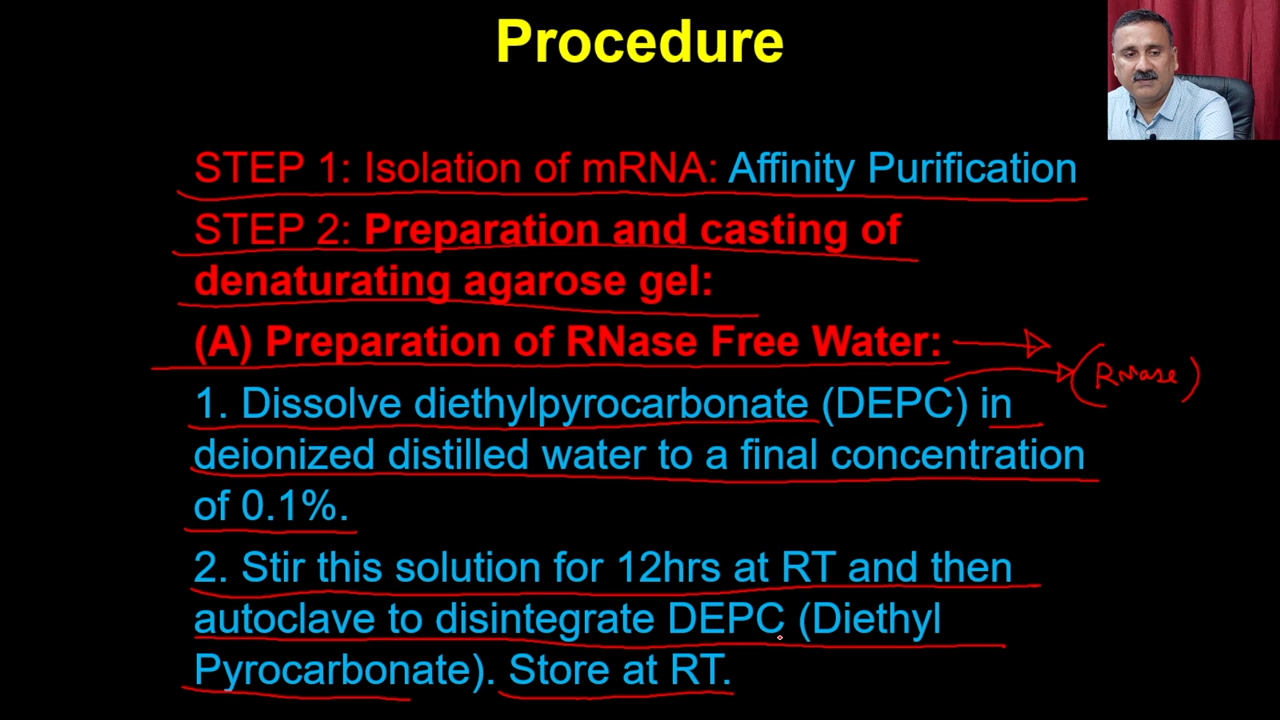 Procedure
STEP 1: Isolation of mRNA: Affinity Purification
STEP 2: Preparation and casting of
denaturating agarose gel:
(A) Preparation of RNase Free Water:
(RNase)
1. Dissolve diethylpyrocarbonate (DEPC) in
deionized distilled water to a final concentration
of 0.1%.
2. Stir this solution for 12hrs at RT and then
autoclave to disintegrate DEPC (Diethyl
Pyrocarbonate). Store at RT.